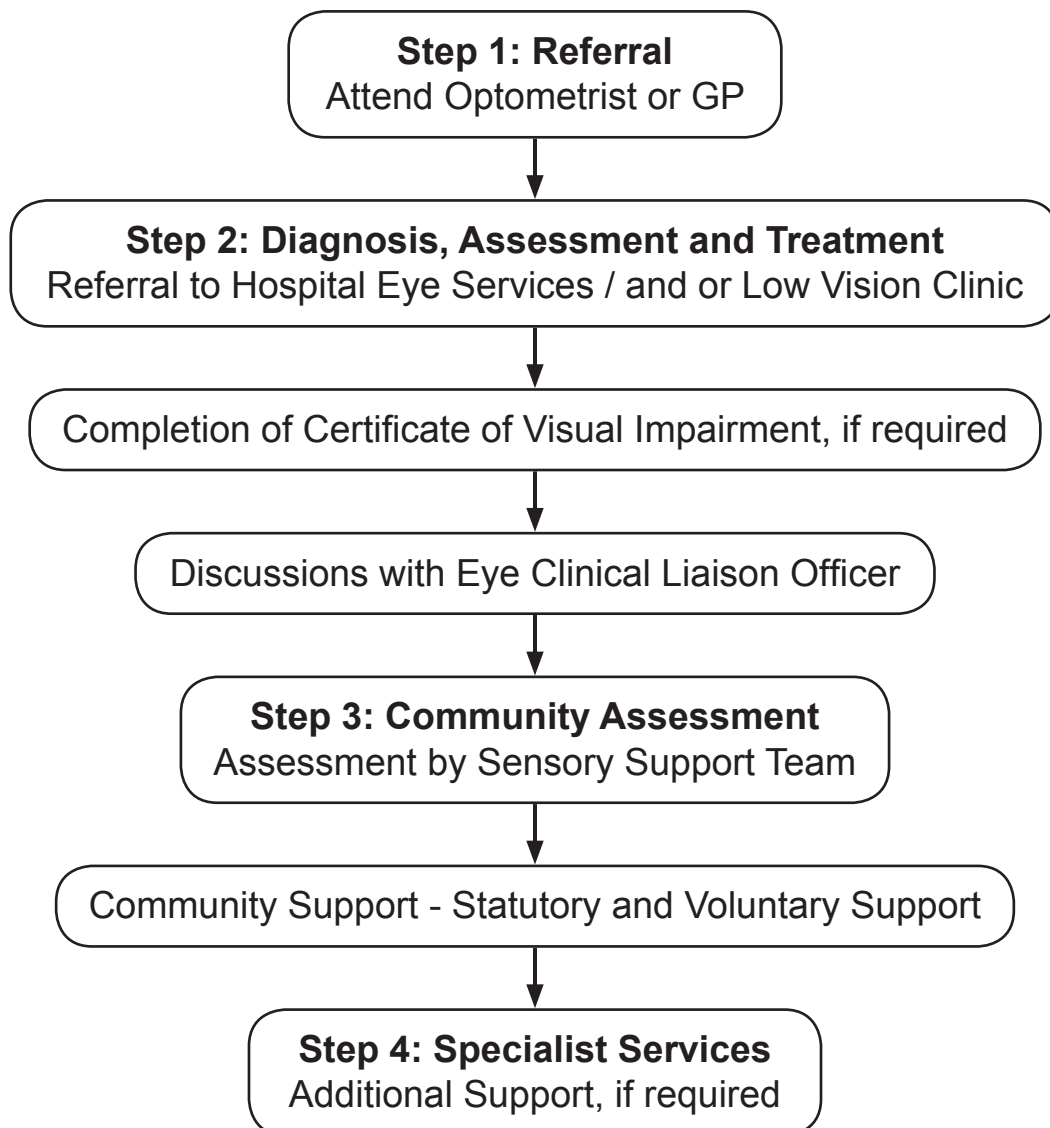 Step 1: Referral
Attend Optometrist or GP
Step 2: Diagnosis, Assessment and Treatment
Referral to Hospital Eye Services / and or Low Vision Clinic
Completion of Certificate of Visual Impairment, if required
Discussions with Eye Clinical Liaison Officer
Step 3: Community Assessment
Assessment by Sensory Support Team
Community Support - Statutory and Voluntary Support
Step 4: Specialist Services
Additional Support, if required